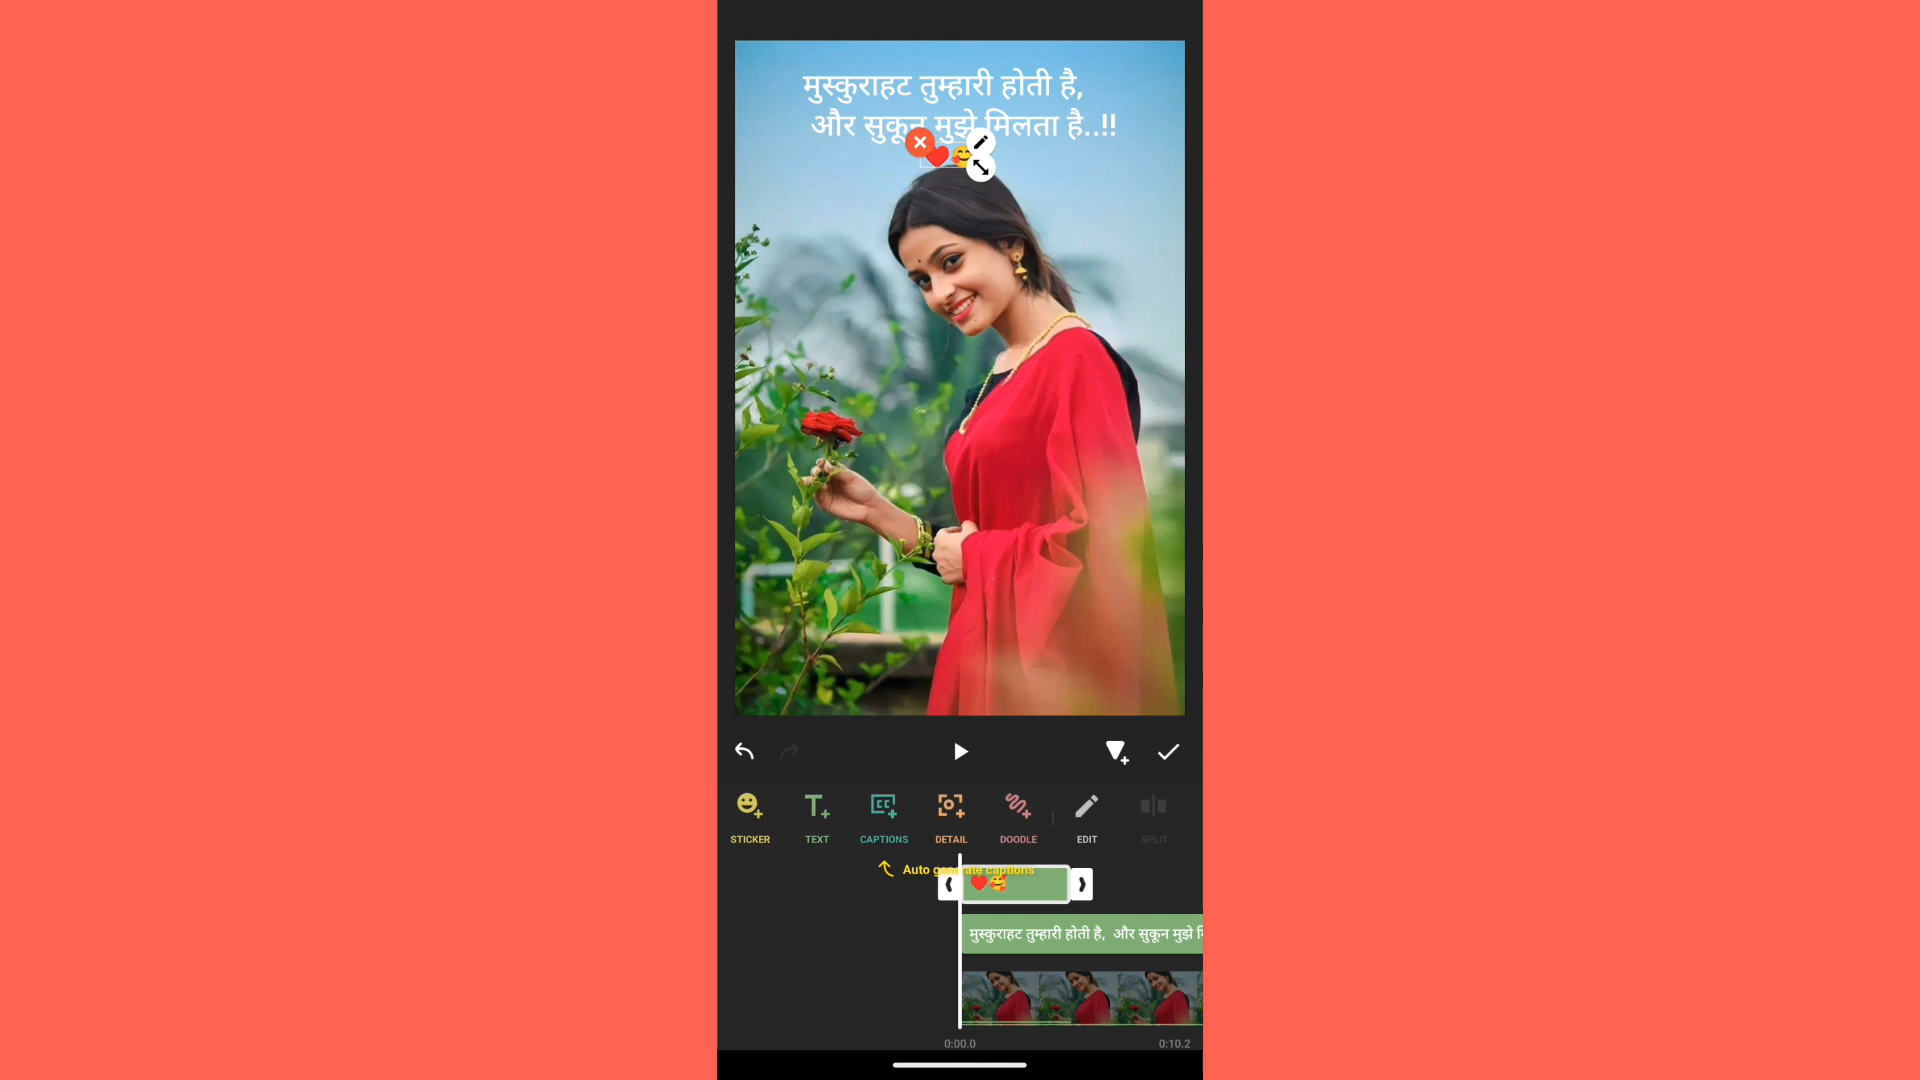 मुस्कुराहट तुम्हारी होती है,
और सुकून मुझे मिलता है..!!
❤️🥰
STICKER TEXT CAPTIONS DETAIL DOODLE EDIT SPLIT
Auto generate captions
❤️🥰
मुस्कुराहट तुम्हारी होती है, और सुकून मुझे
0:00.0 0:10.2